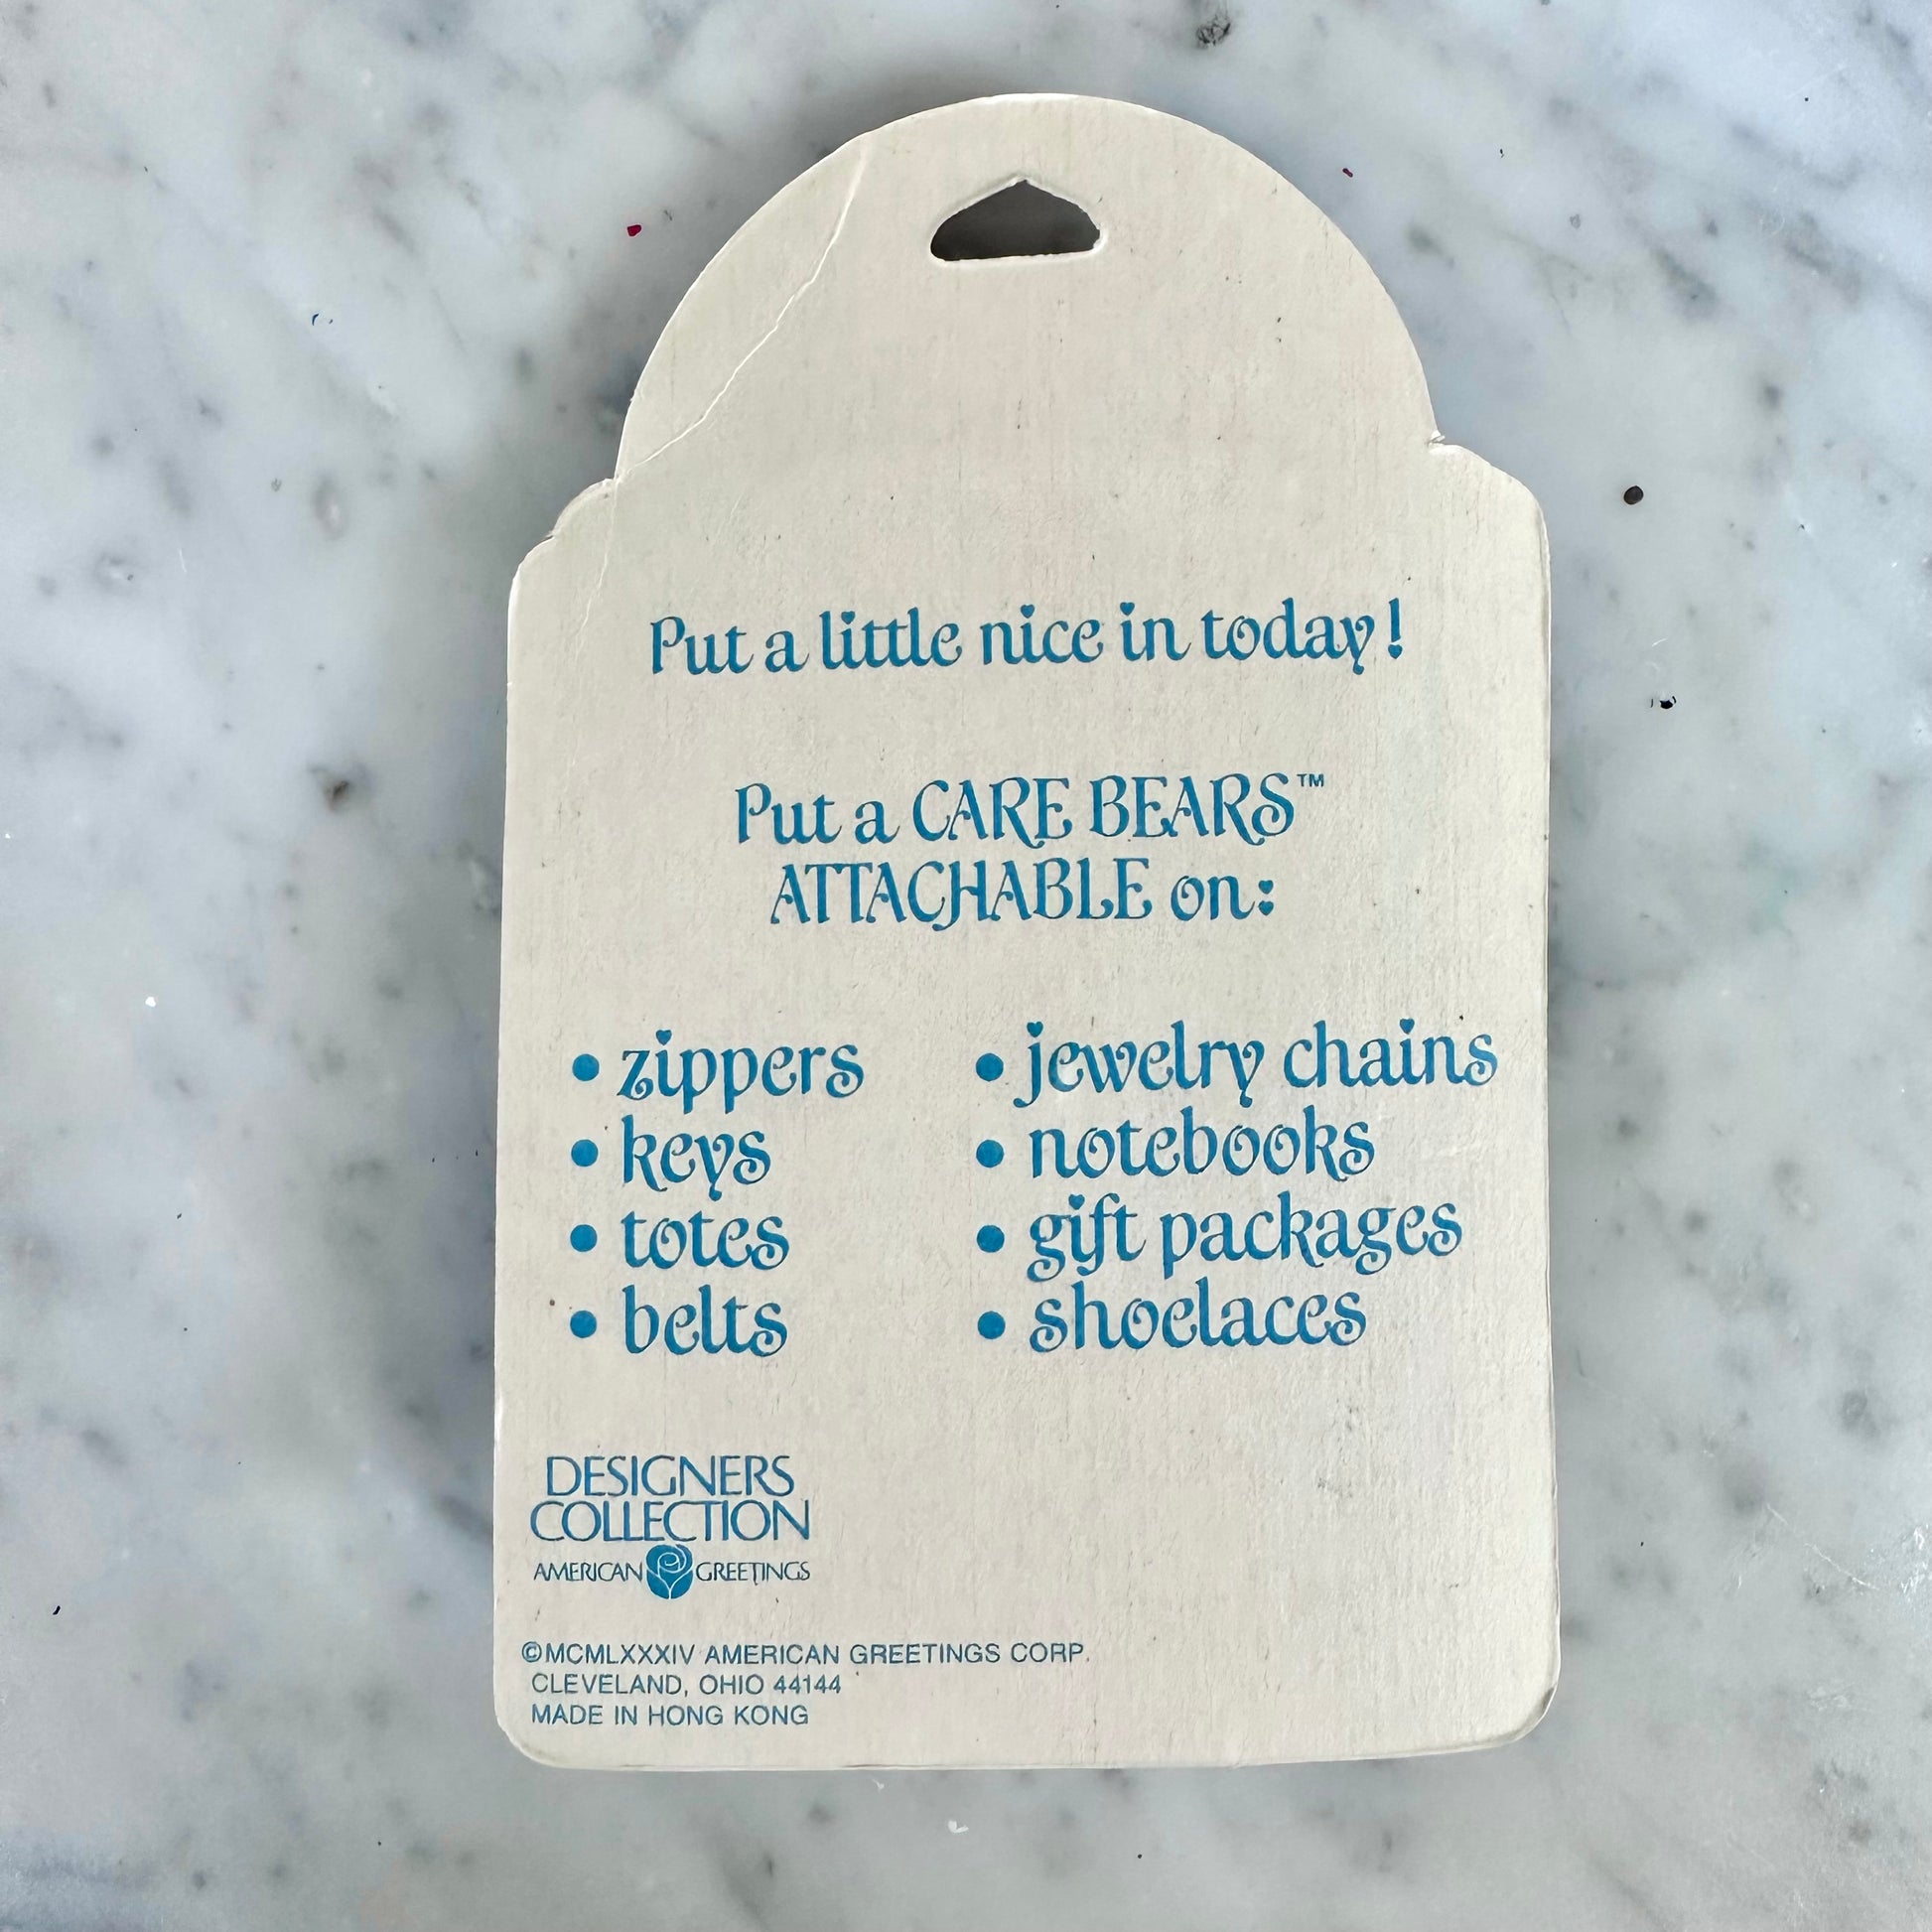 Put a little nice in today!
Put a CARE BEARS™
ATTACHABLE on:
• zippers
• keys
• totes
• belts
• jewelry chains
• notebooks
• gift packages
• shoelaces
DESIGNERS
COLLECTION
AMERICAN GREETINGS
©MCMLXXXIV AMERICAN GREETINGS CORP.
CLEVELAND, OHIO 44144
MADE IN HONG KONG